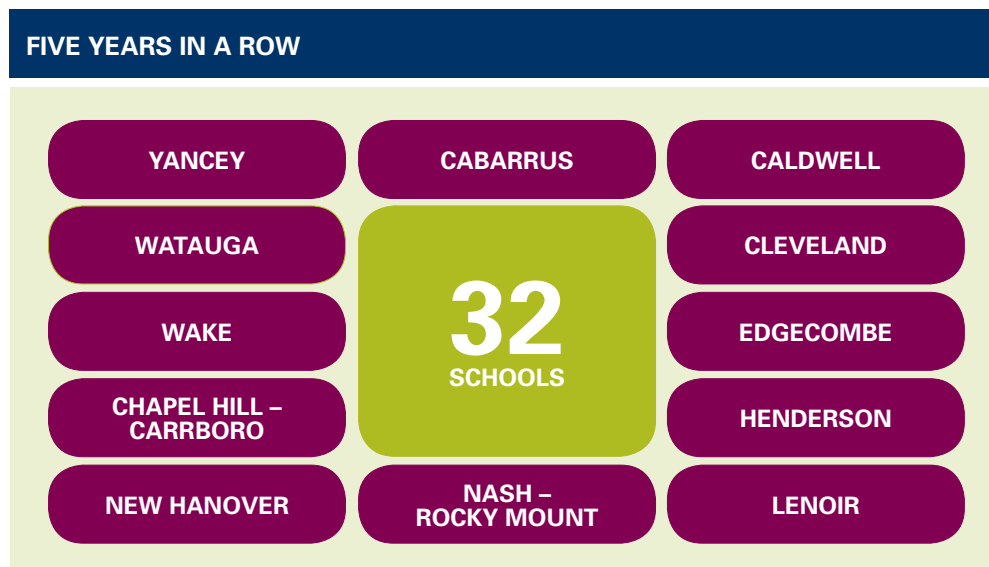 FIVE YEARS IN A ROW
YANCEY
CABARRUS
CALDWELL
WATAUGA
CLEVELAND
32
SCHOOLS
WAKE
EDGECOMBE
CHAPEL HILL –
CARRBORO
HENDERSON
NEW HANOVER
NASH –
ROCKY MOUNT
LENOIR